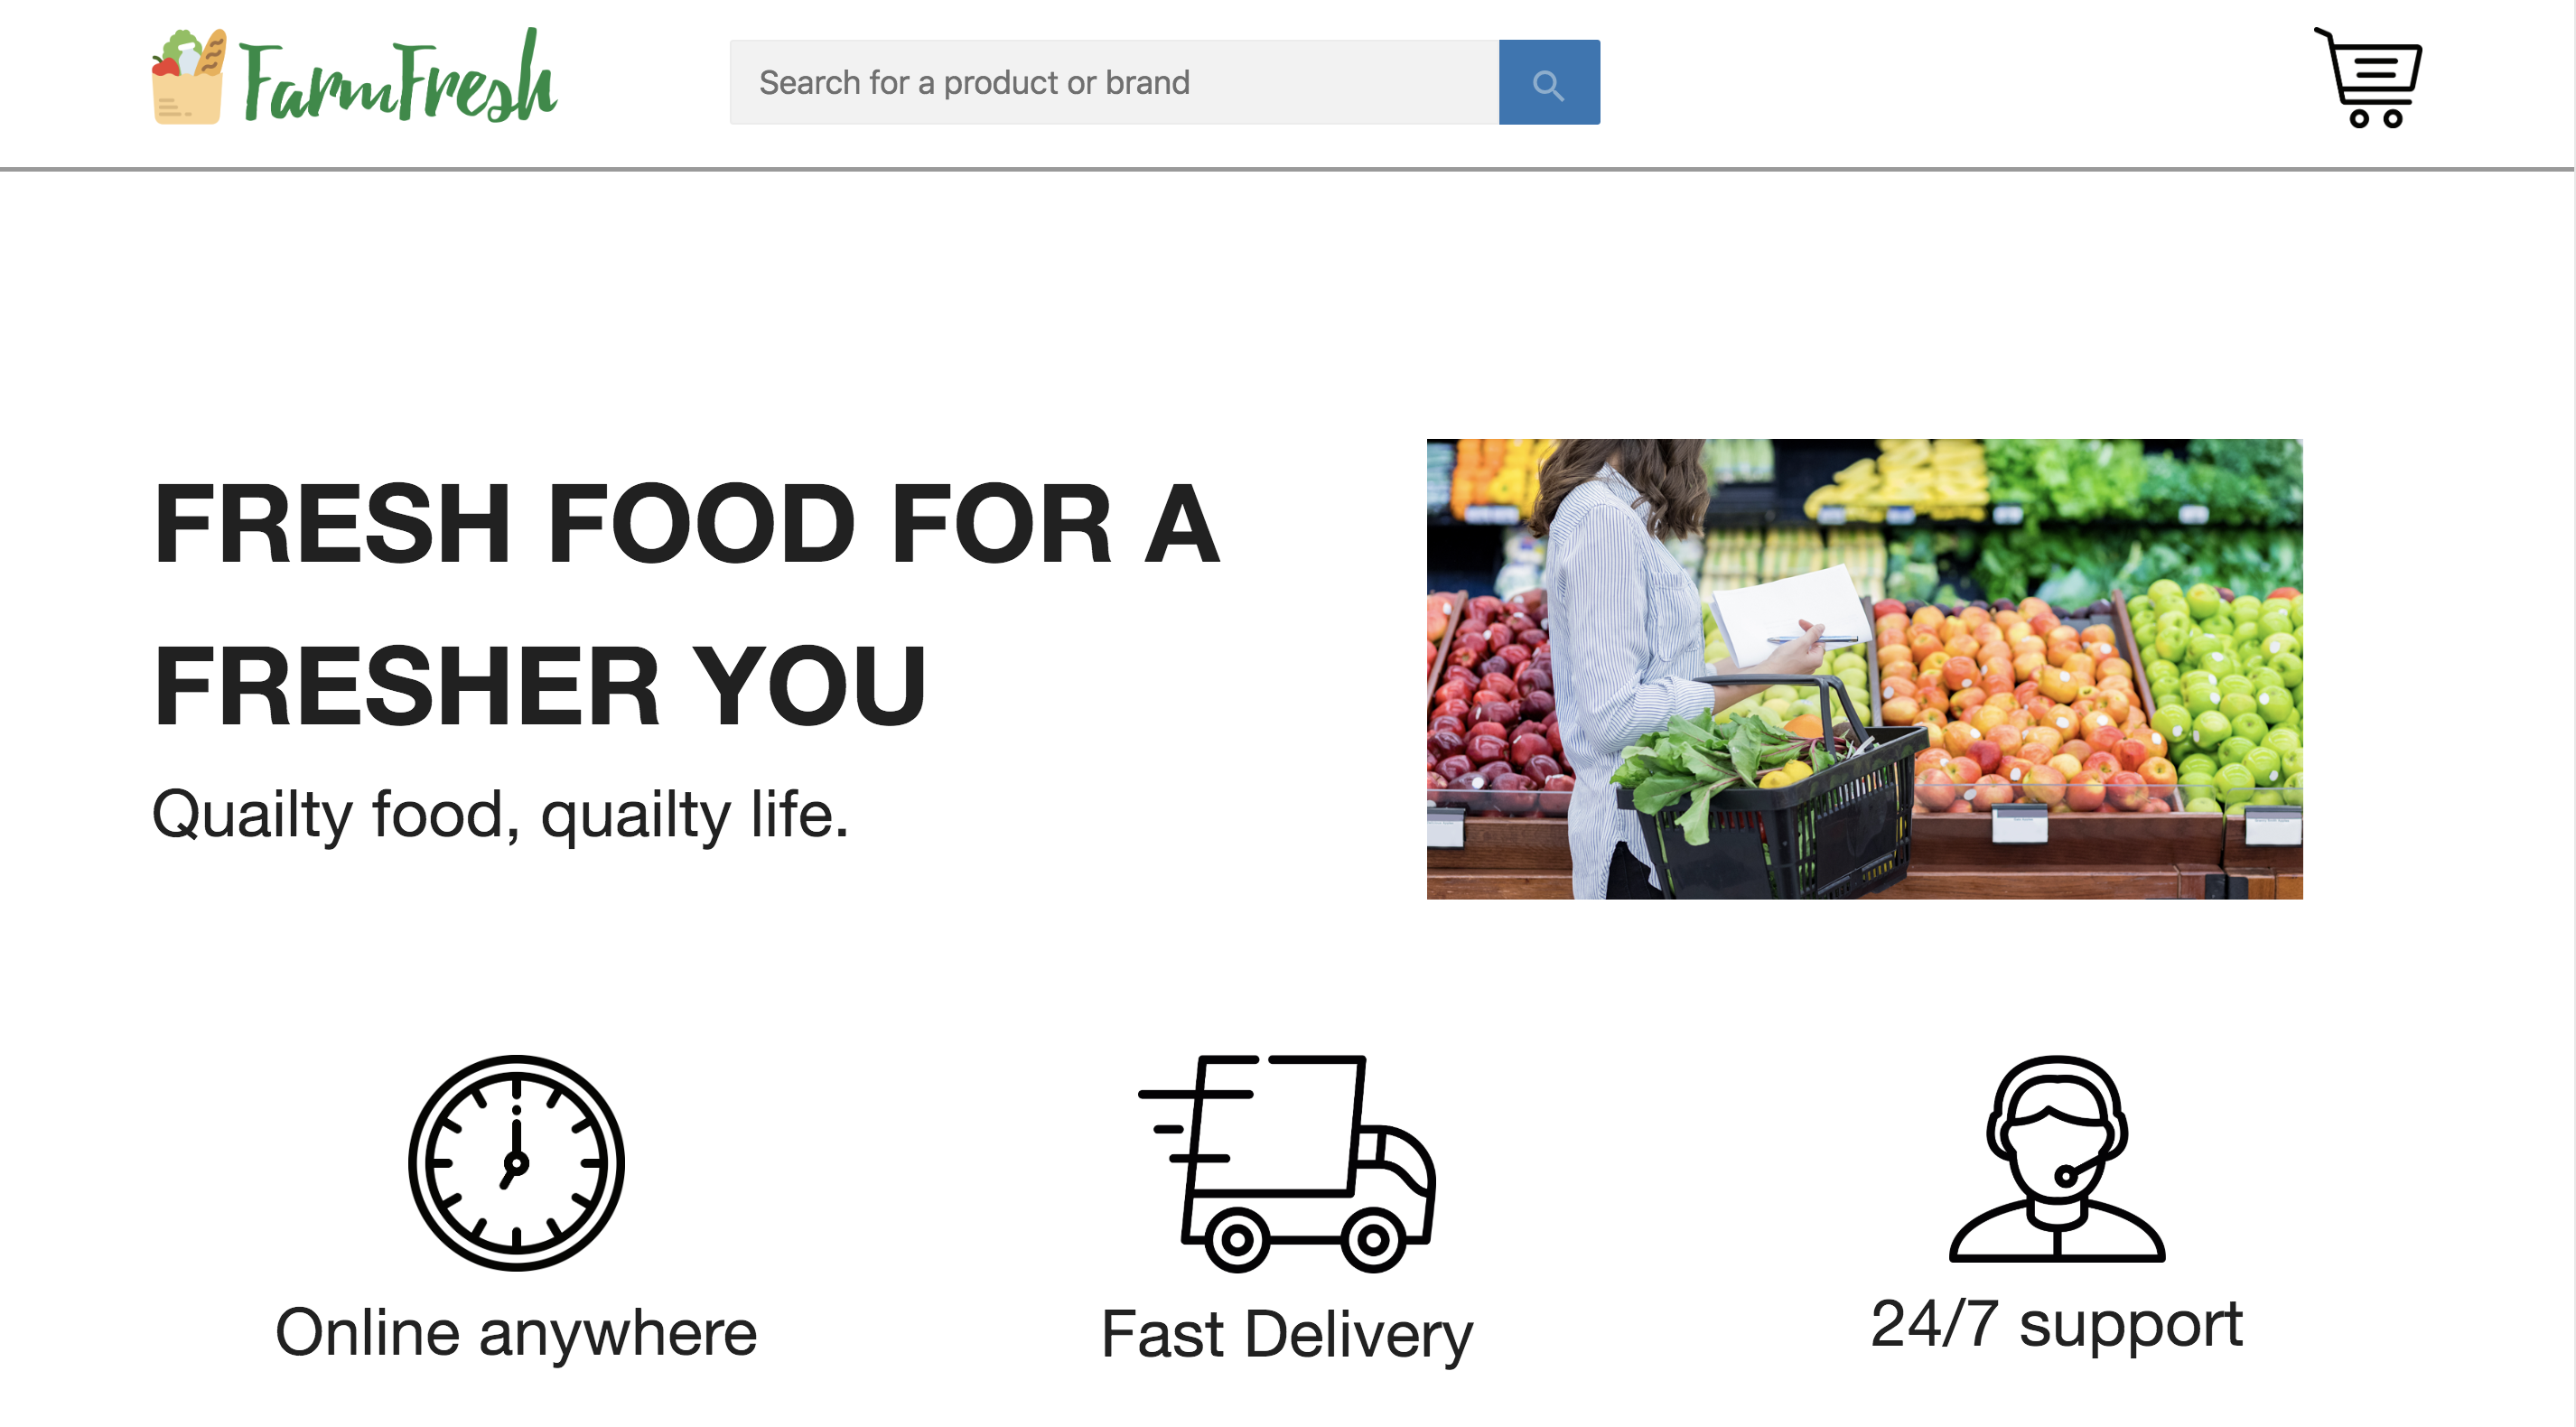 FarmFresh
Search for a product or brand
FRESH FOOD FOR A
FRESHER YOU
Quailty food, quailty life.
Online anywhere
Fast Delivery
24/7 support